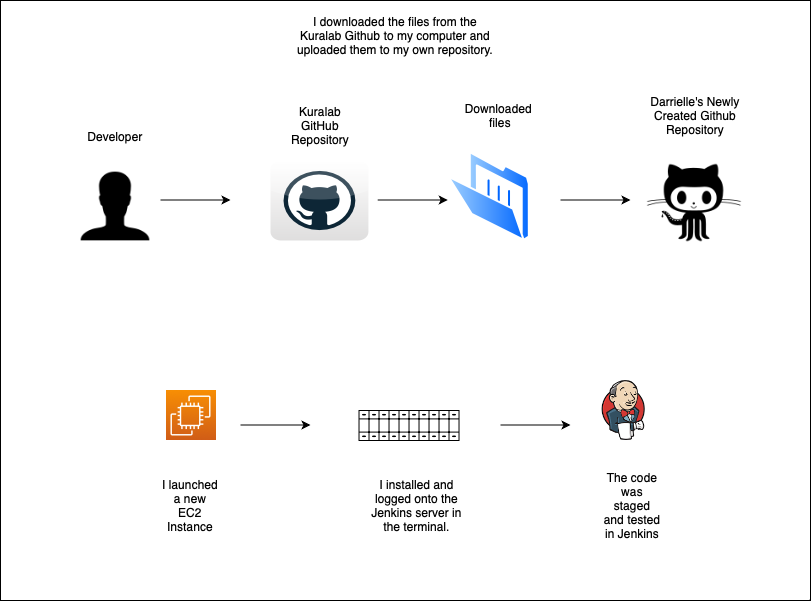 I downloaded the files from the
Kuralab Github to my computer and
uploaded them to my own repository.
Developer
Kuralab
GitHub
Repository
Downloaded
files
Darrielle's Newly
Created Github
Repository
I launched
a new
EC2
Instance
I installed and
logged onto the
Jenkins server in
the terminal.
The code
was
staged
and tested
in Jenkins